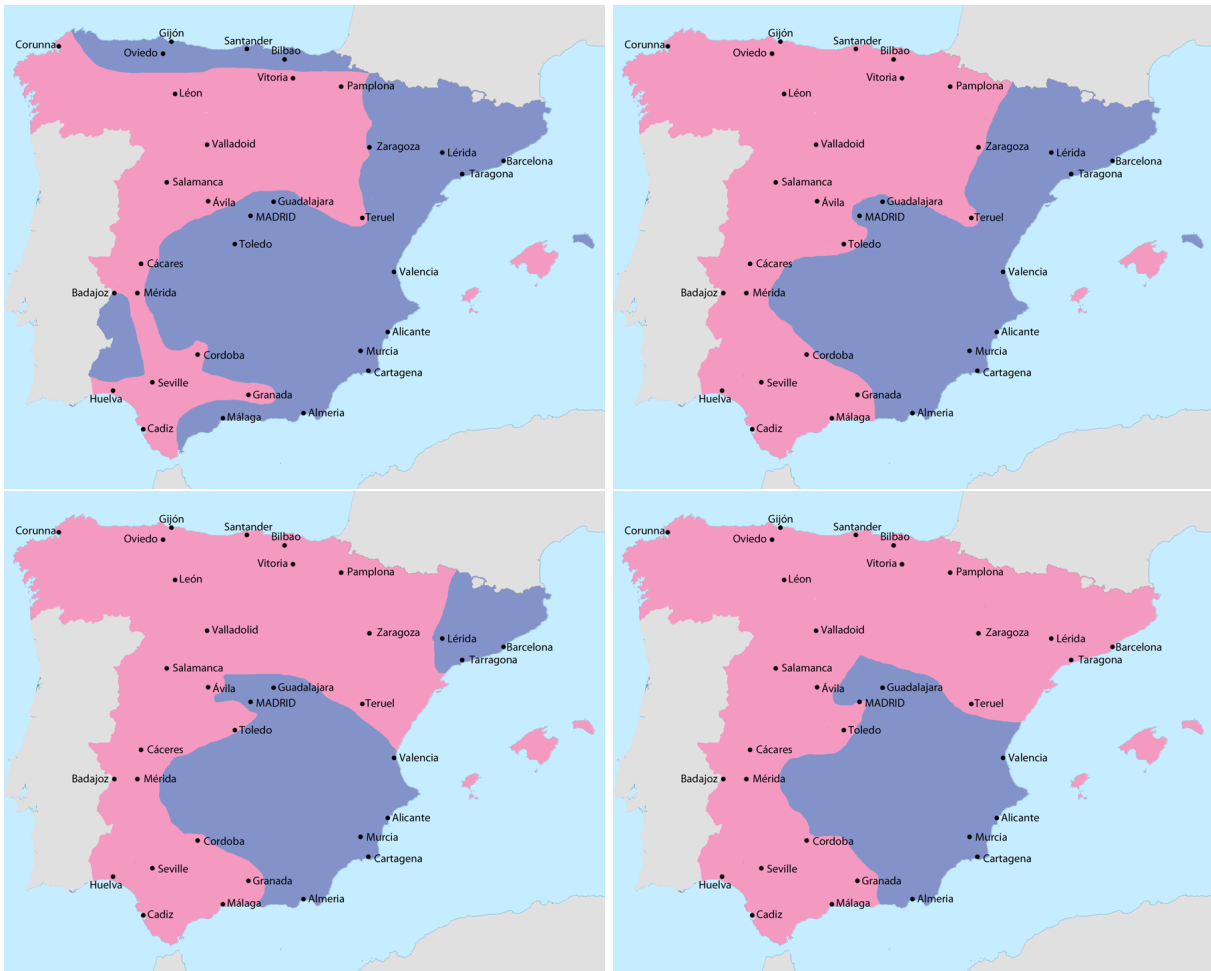 Gijón
Corunna
Oviedo
Santander
Bilbao
Vitoria
Pamplona
Léon
Valladoid
Zaragoza
Lérida
Barcelona
Taragona
Salamanca
Ávila
Guadalajara
MADRID
Teruel
Toledo
Cácares
Valencia
Badajoz
Mérida
Alicante
Cordoba
Murcia
Cartagena
Seville
Huelva
Granada
Málaga
Almeria
Cadiz
Gijón
Corunna
Oviedo
Santander
Bilbao
Vitoria
Pamplona
Léon
Valladoid
Zaragoza
Lérida
Barcelona
Taragona
Salamanca
Ávila
Guadalajara
MADRID
Teruel
Toledo
Cácares
Valencia
Badajoz
Mérida
Alicante
Cordoba
Murcia
Cartagena
Seville
Huelva
Granada
Málaga
Almeria
Cadiz
Gijón
Corunna
Oviedo
Santander
Bilbao
Vitoria
Pamplona
León
Valladolid
Zaragoza
Lérida
Barcelona
Tarragona
Salamanca
Ávila
Guadalajara
MADRID
Teruel
Toledo
Cáceres
Valencia
Badajoz
Mérida
Alicante
Cordoba
Murcia
Cartagena
Seville
Huelva
Granada
Málaga
Almeria
Cadiz
Gijón
Corunna
Oviedo
Santander
Bilbao
Vitoria
Pamplona
Léon
Valladoid
Zaragoza
Lérida
Barcelona
Taragona
Salamanca
Ávila
Guadalajara
MADRID
Teruel
Toledo
Cácares
Valencia
Badajoz
Mérida
Alicante
Cordoba
Murcia
Cartagena
Seville
Huelva
Granada
Málaga
Almeria
Cadiz